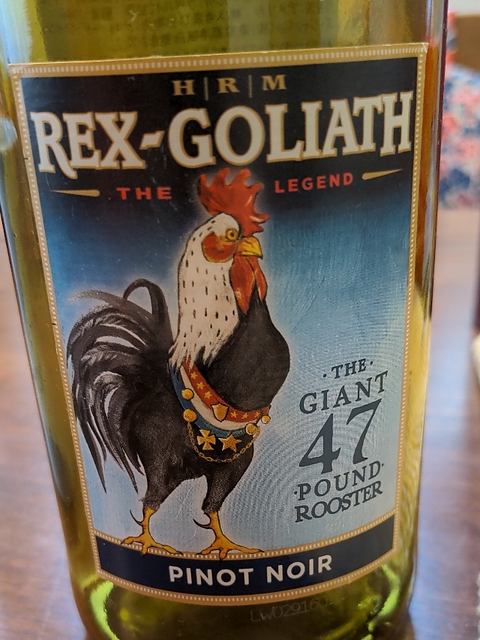 H|R|M
REX-GOLIATH
THE LEGEND
·THE·
GIANT
47
·POUND·
ROOSTER
PINOT NOIR